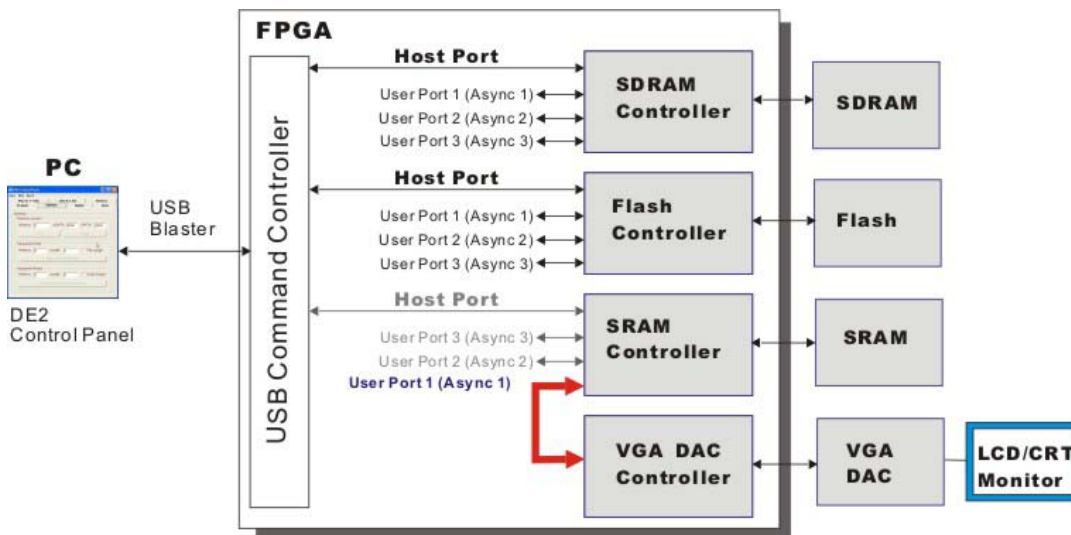 FPGA
Host Port
User Port 1 (Async 1)
User Port 2 (Async 2)
User Port 3 (Async 3)
SDRAM
Controller
SDRAM
PC
USB
Blaster
DE2
Control Panel
USB Command Controller
Host Port
User Port 1 (Async 1)
User Port 2 (Async 2)
User Port 3 (Async 3)
Flash
Controller
Flash
Host Port
User Port 3 (Async 3)
User Port 2 (Async 2)
User Port 1 (Async 1)
SRAM
Controller
SRAM
VGA DAC
Controller
VGA
DAC
LCD/CRT
Monitor